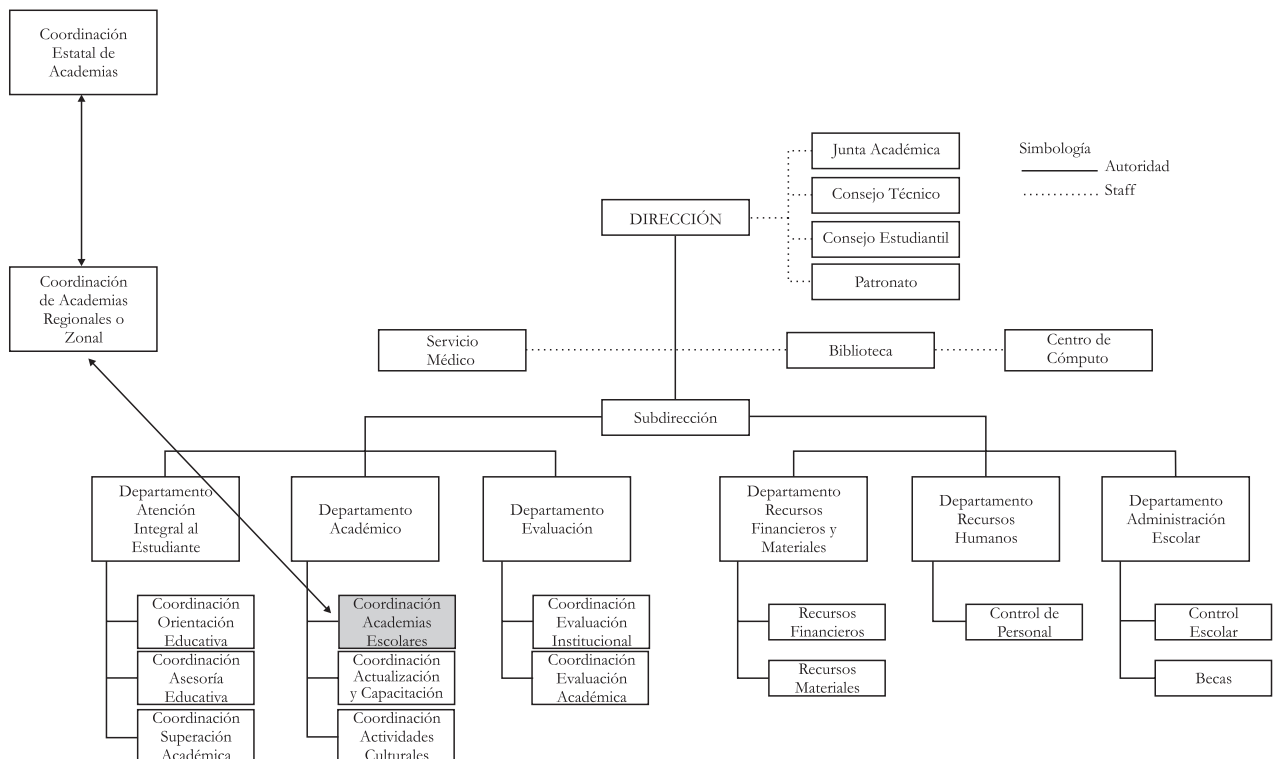 Coordinación
Estatal de
Academias
Junta Académica
Simbología
Autoridad
Consejo Técnico
Staff
DIRECCIÓN
Consejo Estudiantil
Patronato
Coordinación
de Academias
Regionales o
Zonal
Servicio
Médico
Biblioteca
Centro de
Cómputo
Subdirección
Departamento
Atención
Integral al
Estudiante
Departamento
Académico
Departamento
Evaluación
Departamento
Recursos
Financieros y
Materiales
Departamento
Recursos
Humanos
Departamento
Administración
Escolar
Coordinación
Orientación
Educativa
Coordinación
Asesoría
Educativa
Coordinación
Superación
Académica
Coordinación
Academias
Escolares
Coordinación
Actualización
y Capacitación
Coordinación
Actividades
Culturales
Coordinación
Evaluación
Institucional
Coordinación
Evaluación
Académica
Recursos
Financieros
Recursos
Materiales
Control de
Personal
Control
Escolar
Becas